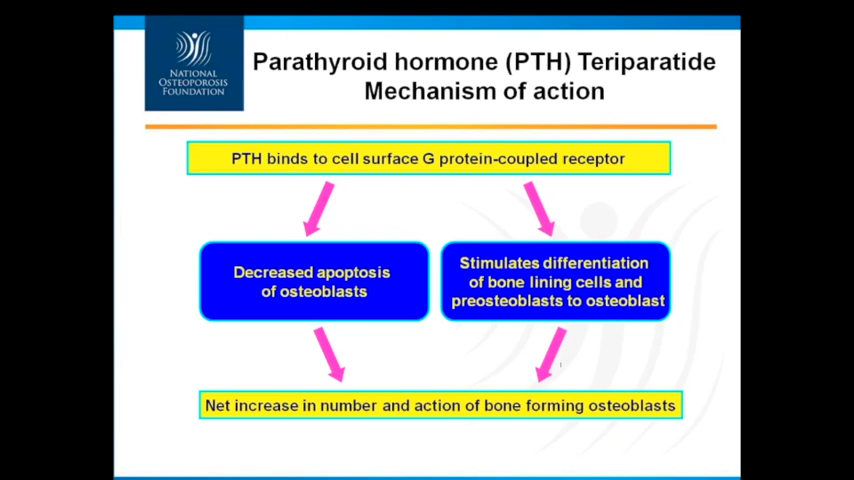 NATIONAL
OSTEOPOROSIS
FOUNDATION
Parathyroid hormone (PTH) Teriparatide
Mechanism of action
PTH binds to cell surface G protein-coupled receptor
Decreased apoptosis
of osteoblasts
Stimulates differentiation
of bone lining cells and
preosteoblasts to osteoblast
Net increase in number and action of bone forming osteoblasts